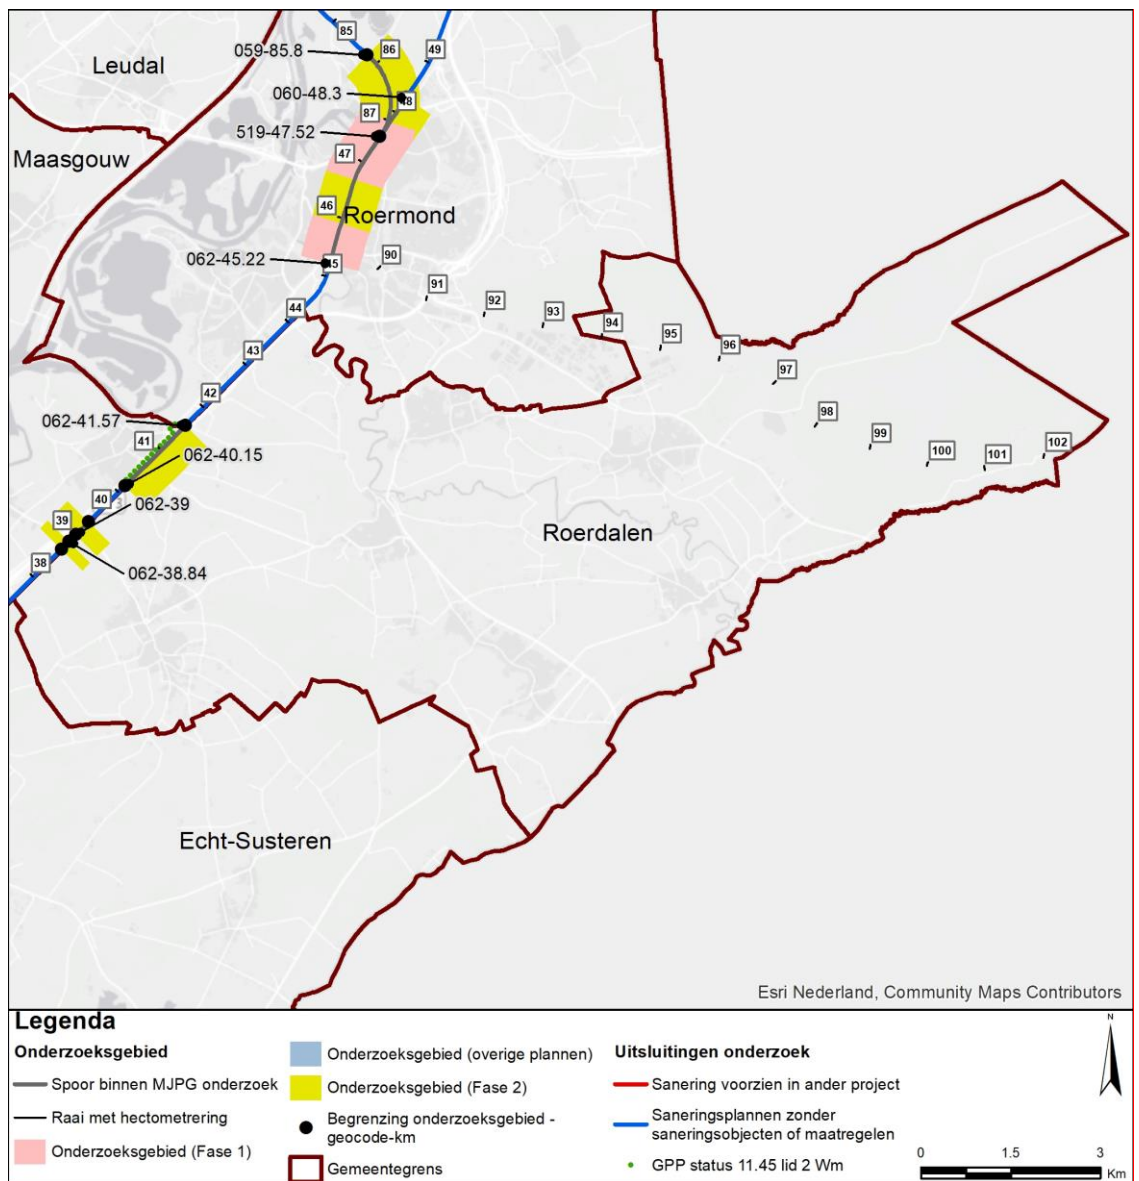 85
86
49
059-85.8
Leudal
060-48.3
48
87
519-47.52
47
Maasgouw
46
Roermond
062-45.22
45
90
91
92
93
94
95
96
97
98
99
100
101
102
44
43
42
062-41.57
41
062-40.15
40
062-39
39
Roerdalen
38
062-38.84
Echt-Susteren
Esri Nederland, Community Maps Contributors
Legenda
Onderzoeksgebied
Spoor binnen MJPG onderzoek
Raai met hectometrering
Onderzoeksgebied (Fase 1)
Onderzoeksgebied (overige plannen)
Onderzoeksgebied (Fase 2)
Begrenzing onderzoeksgebied -
geocode-km
Gemeentegrens
Uitsluitingen onderzoek
Sanering voorzien in ander project
Saneringsplannen zonder
saneringsobjecten of maatregelen
GPP status 11.45 lid 2 Wm
N
0 1.5 3
Km